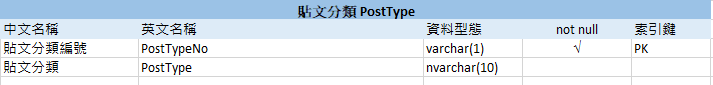 貼文分類 PostType
中文名稱 英文名稱 資料型態 not null 索引鍵
貼文分類編號 PostTypeNo varchar(1) √ PK
貼文分類 PostType nvarchar(10)